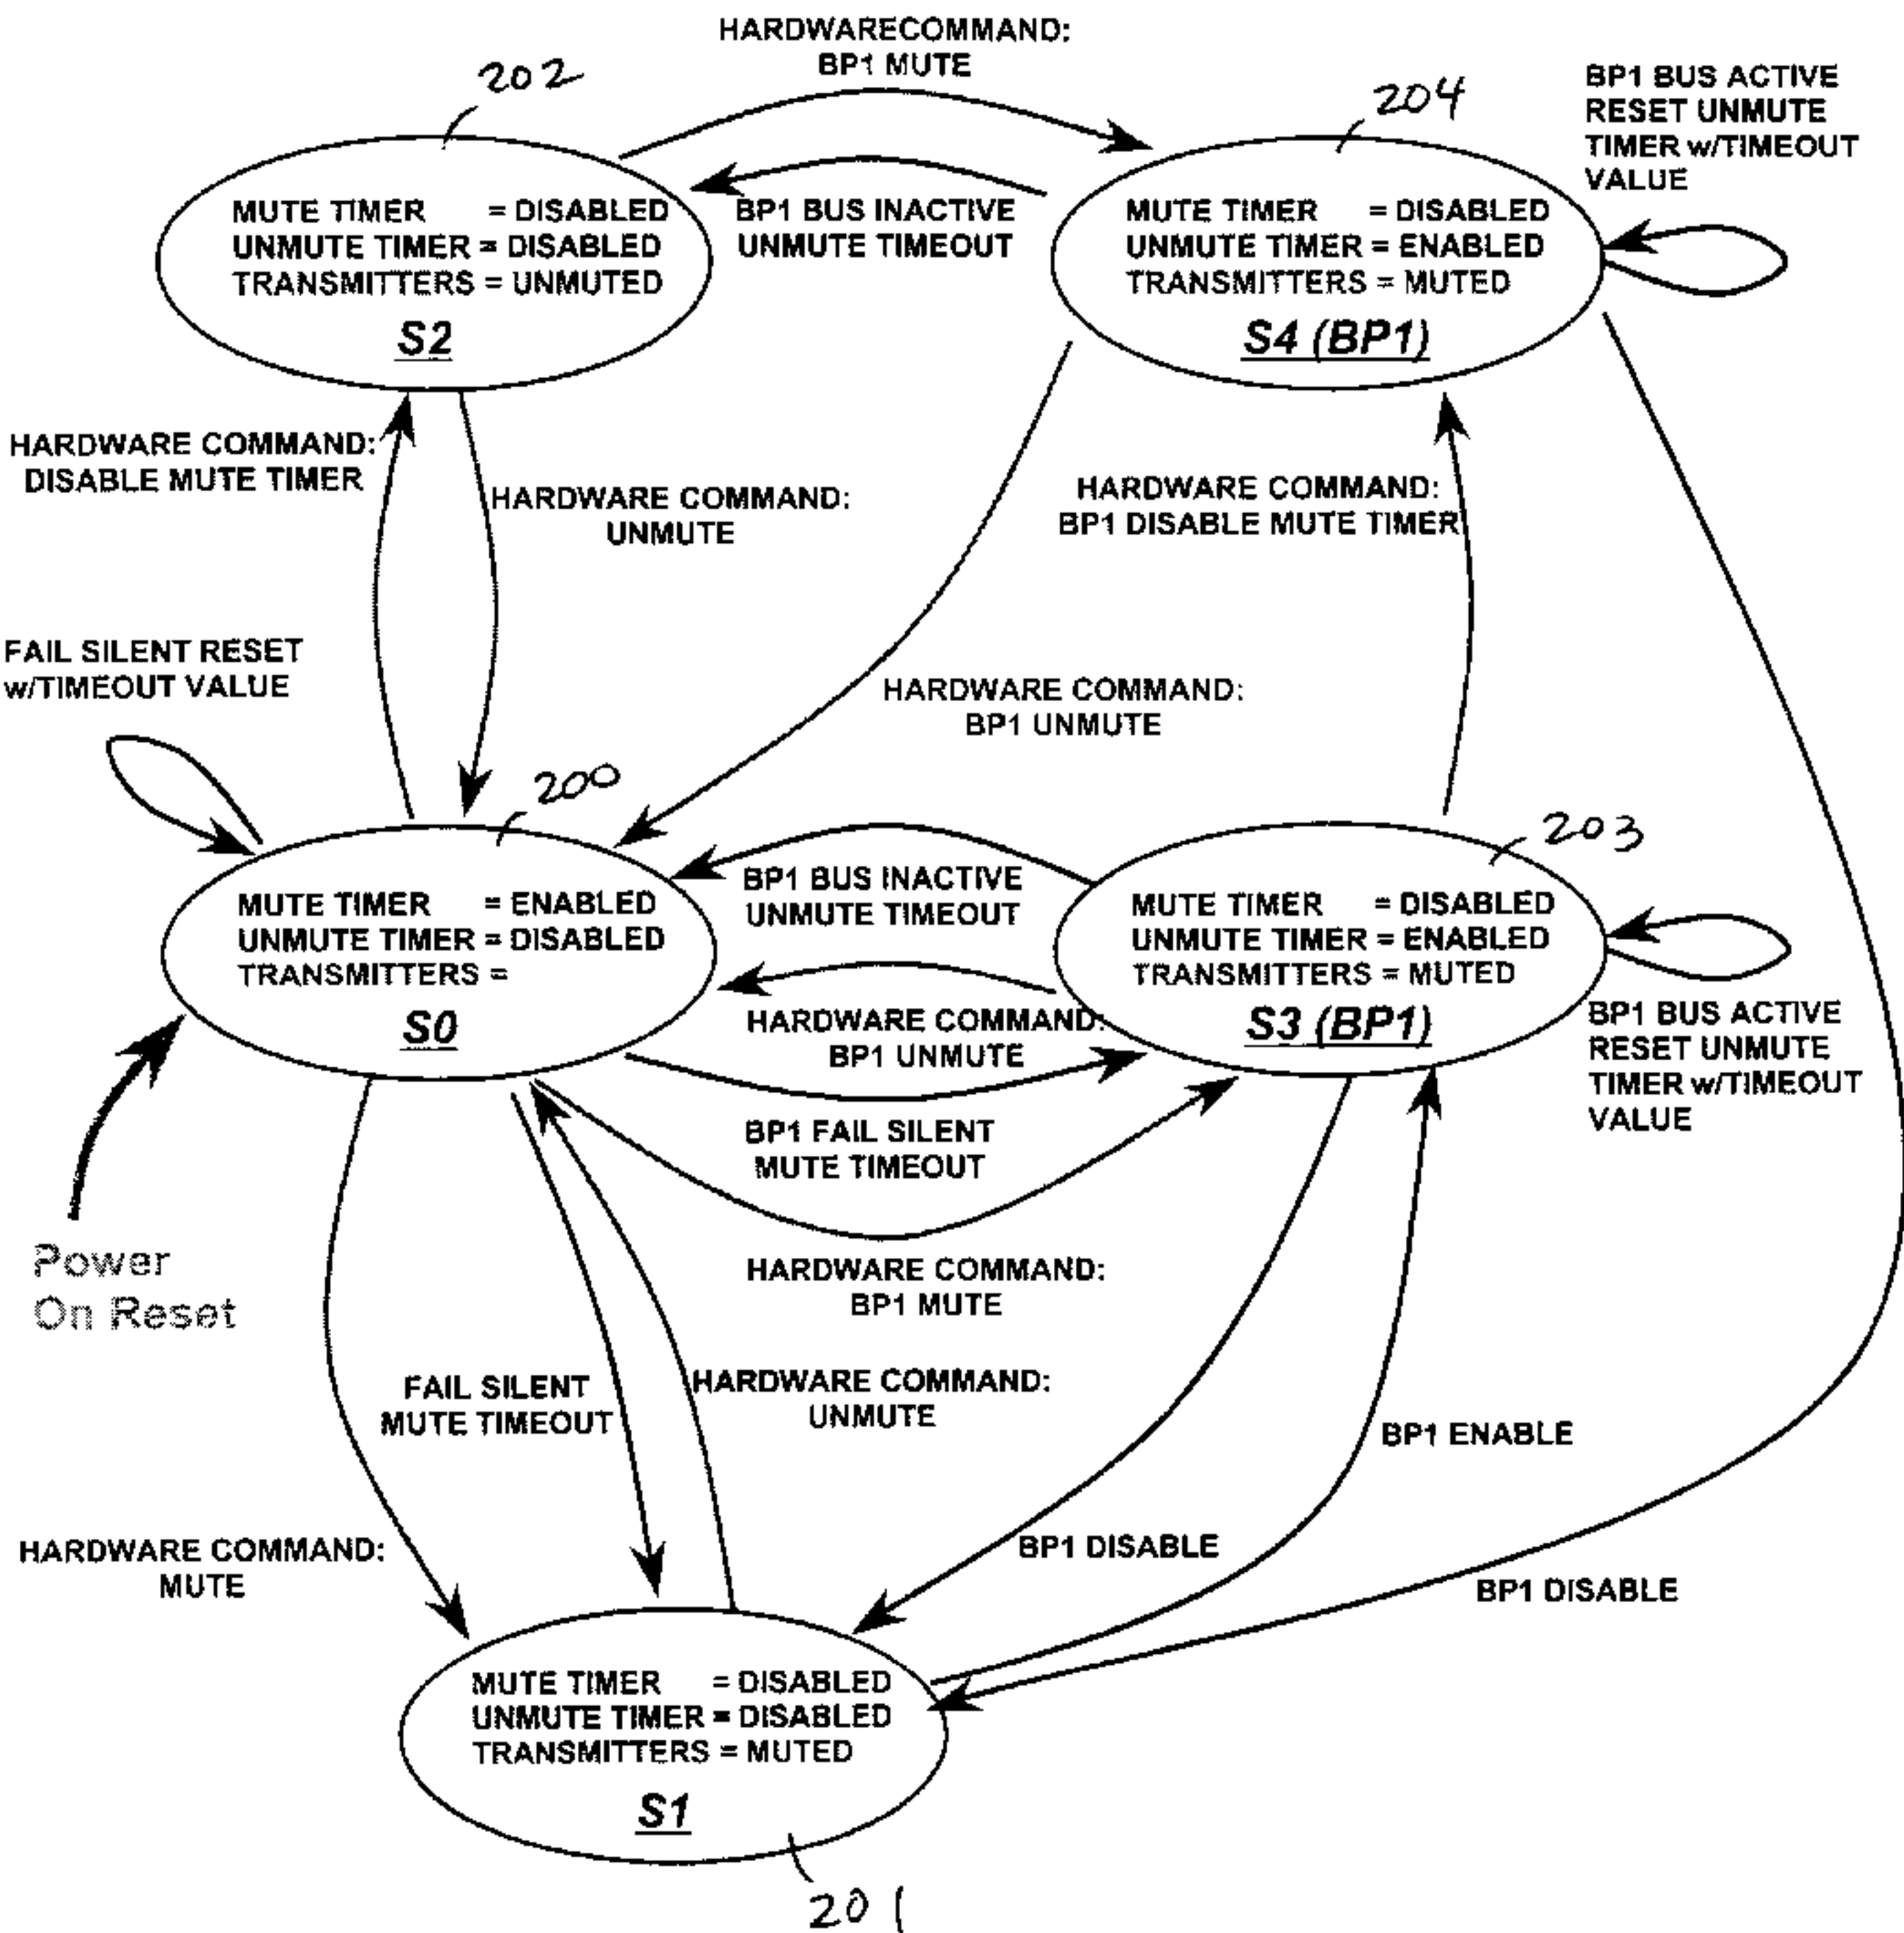 HARDWARECOMMAND:
BP1 MUTE
202
204
BP1 BUS ACTIVE
RESET UNMUTE
TIMER w/TIMEOUT
VALUE
MUTE TIMER = DISABLED
UNMUTE TIMER = DISABLED
TRANSMITTERS = UNMUTED
S2
BP1 BUS INACTIVE
UNMUTE TIMEOUT
MUTE TIMER = DISABLED
UNMUTE TIMER = ENABLED
TRANSMITTERS = MUTED
S4 (BP1)
HARDWARE COMMAND:
DISABLE MUTE TIMER
HARDWARE COMMAND:
UNMUTE
HARDWARE COMMAND:
BP1 DISABLE MUTE TIMER
FAIL SILENT RESET
w/TIMEOUT VALUE
HARDWARE COMMAND:
BP1 UNMUTE
200
203
MUTE TIMER = ENABLED
UNMUTE TIMER = DISABLED
TRANSMITTERS =
S0
BP1 BUS INACTIVE
UNMUTE TIMEOUT
MUTE TIMER = DISABLED
UNMUTE TIMER = ENABLED
TRANSMITTERS = MUTED
S3 (BP1)
HARDWARE COMMAND:
BP1 UNMUTE
BP1 BUS ACTIVE
RESET UNMUTE
TIMER w/TIMEOUT
VALUE
BP1 FAIL SILENT
MUTE TIMEOUT
Power
On Reset
HARDWARE COMMAND:
BP1 MUTE
FAIL SILENT
MUTE TIMEOUT
HARDWARE COMMAND:
UNMUTE
BP1 ENABLE
HARDWARE COMMAND:
MUTE
BP1 DISABLE
BP1 DISABLE
MUTE TIMER = DISABLED
UNMUTE TIMER = DISABLED
TRANSMITTERS = MUTED
S1
201